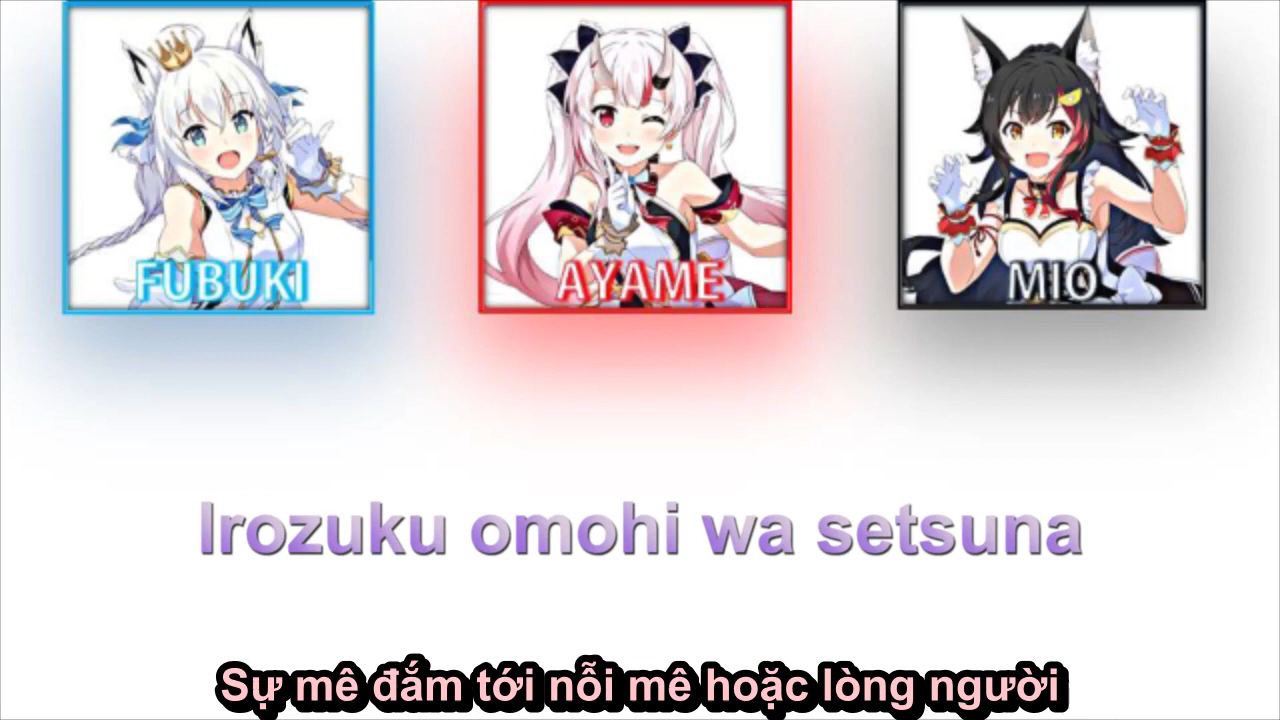 FUBUKI
AYAME
MIO
Irozuku omohi wa setsuna
Sự mê đắm tới nỗi mê hoặc lòng người